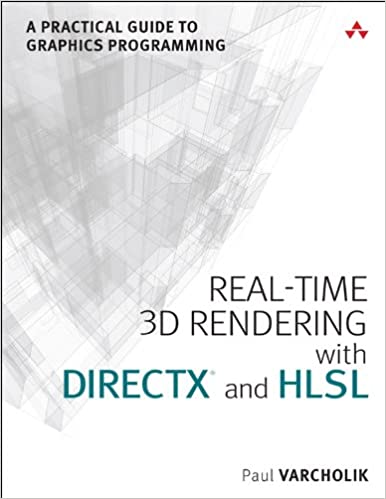 A PRACTICAL GUIDE TO
GRAPHICS PROGRAMMING
REAL-TIME
3D RENDERING
with
DIRECTX® and HLSL
Paul VARCHOLIK